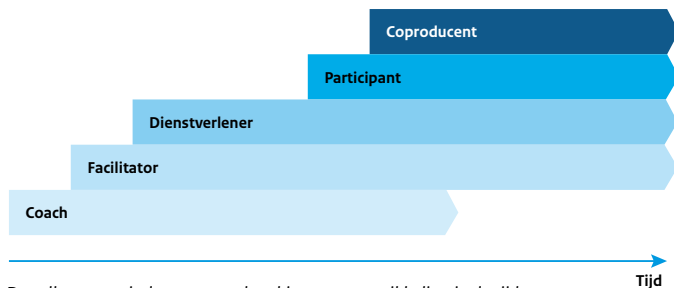 Coproducent
Participant
Dienstverlener
Facilitator
Coach
Tijd